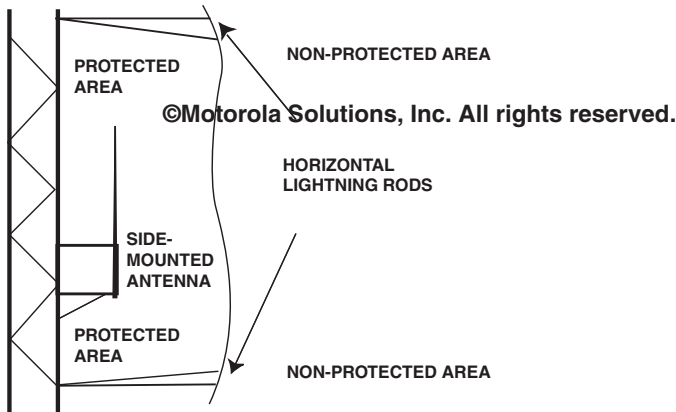 NON-PROTECTED AREA
PROTECTED
AREA
©Motorola Solutions, Inc. All rights reserved.
HORIZONTAL
LIGHTNING RODS
SIDE-
MOUNTED
ANTENNA
PROTECTED
AREA
NON-PROTECTED AREA